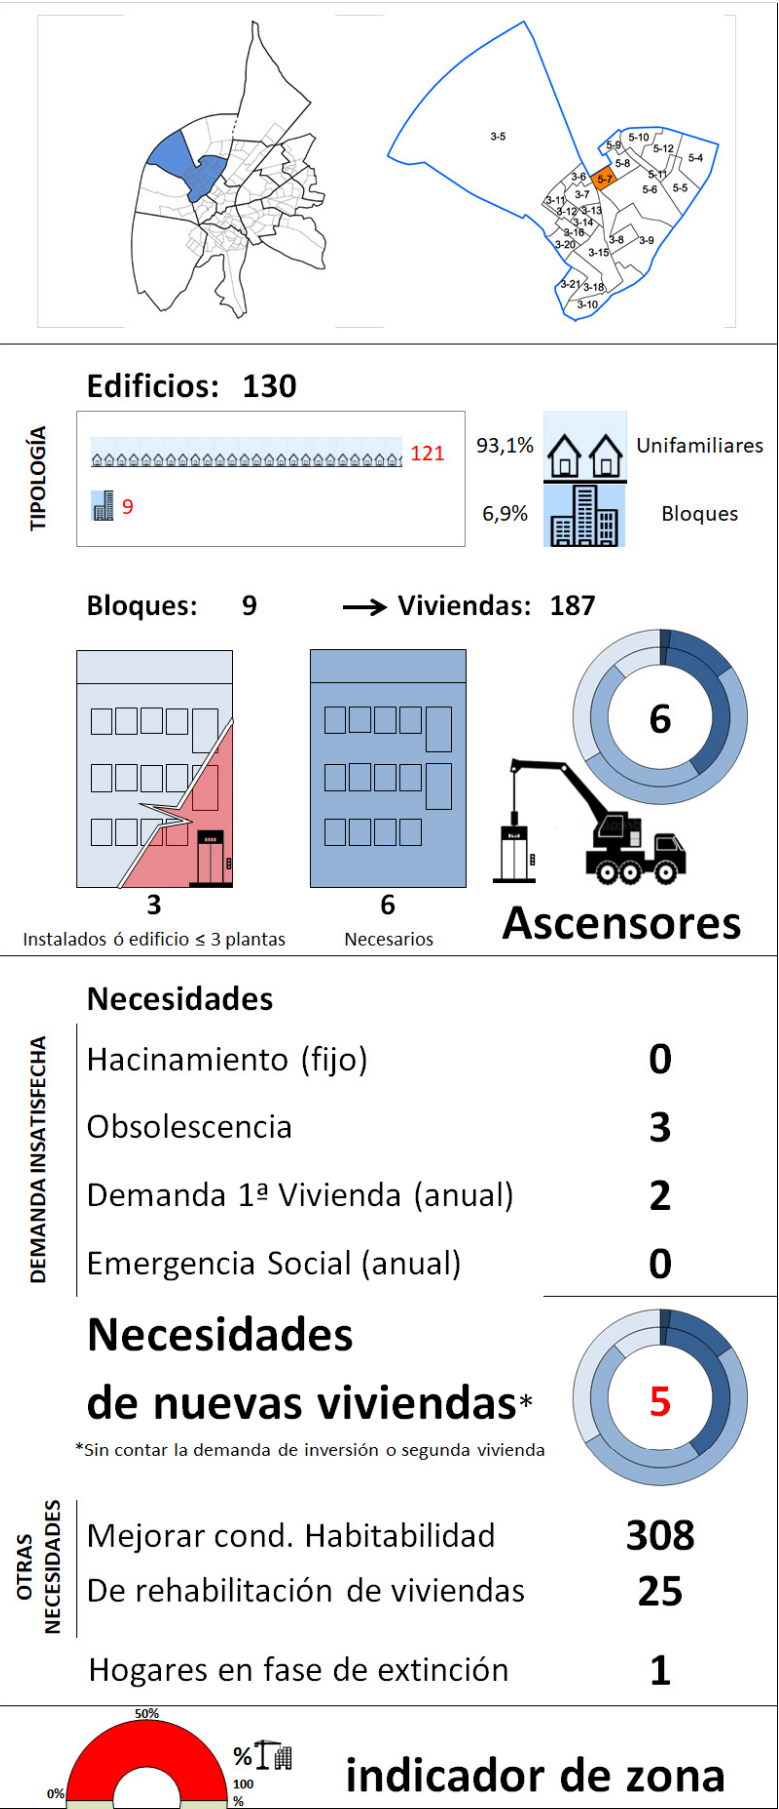 3-5
5-10
5-9
5-12
5-4
5-8
3-6
5-7
5-11
5-6
5-5
3-7
3-11
3-12
3-13
3-14
3-16
3-20
3-8
3-9
3-15
3-21
3-18
3-10
Edificios: 130
TIPOLOGÍA
121
93,1%
Unifamiliares
9
6,9%
Bloques
Bloques: 9
Viviendas: 187
6
3
6
Instalados ó edificio ≤ 3 plantas
Necesarios
Ascensores
Necesidades
DEMANDA INSATISFECHA
Hacinamiento (fijo) 0
Obsolescencia 3
Demanda 1ª Vivienda (anual) 2
Emergencia Social (anual) 0
Necesidades
de nuevas viviendas*
5
*Sin contar la demanda de inversión o segunda vivienda
OTRAS
NECESIDADES
Mejorar cond. Habitabilidad 308
De rehabilitación de viviendas 25
Hogares en fase de extinción 1
50%
%
0%
100
%
indicador de zona